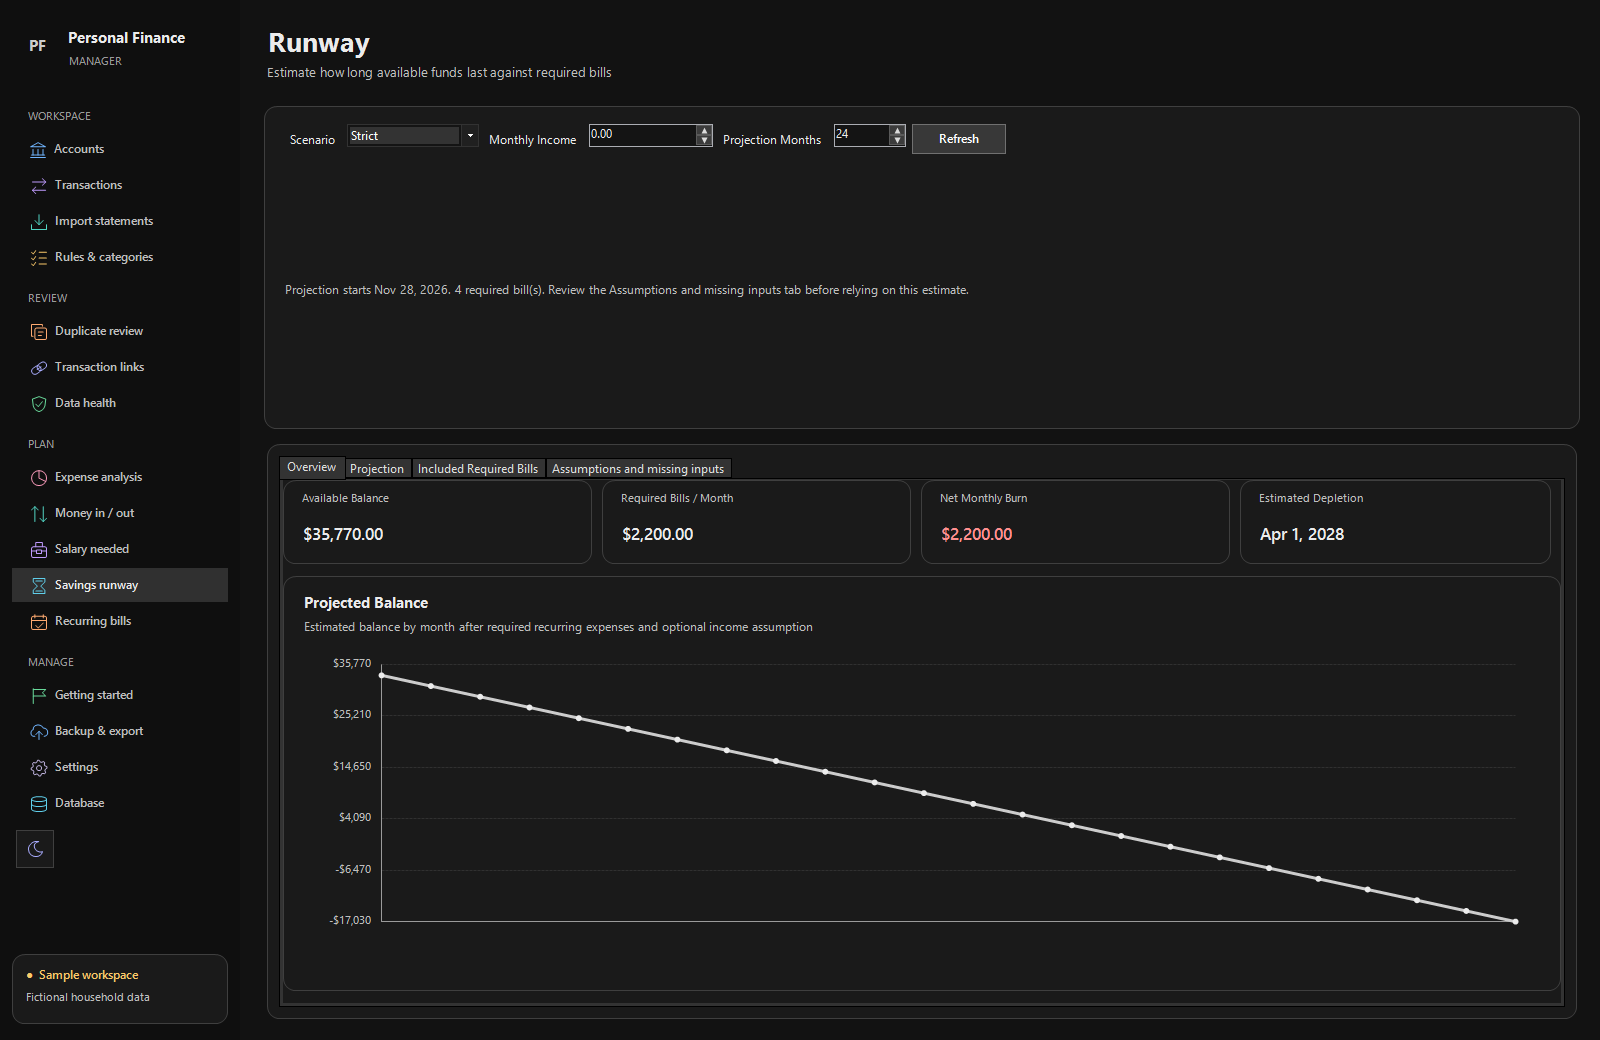 PF
Personal Finance
MANAGER
WORKSPACE
Accounts
Transactions
Import statements
Rules & categories
REVIEW
Duplicate review
Transaction links
Data health
PLAN
Expense analysis
Money in / out
Salary needed
Savings runway
Recurring bills
MANAGE
Getting started
Backup & export
Settings
Database
Sample workspace
Fictional household data
Runway
Estimate how long available funds last against required bills
Scenario Strict Monthly Income 0.00 Projection Months 24 Refresh
Projection starts Nov 28, 2026. 4 required bill(s). Review the Assumptions and missing inputs tab before relying on this estimate.
Overview Projection Included Required Bills Assumptions and missing inputs
Available Balance
$35,770.00
Required Bills / Month
$2,200.00
Net Monthly Burn
$2,200.00
Estimated Depletion
Apr 1, 2028
Projected Balance
Estimated balance by month after required recurring expenses and optional income assumption
$35,770
$25,210
$14,650
$4,090
-$6,470
-$17,030